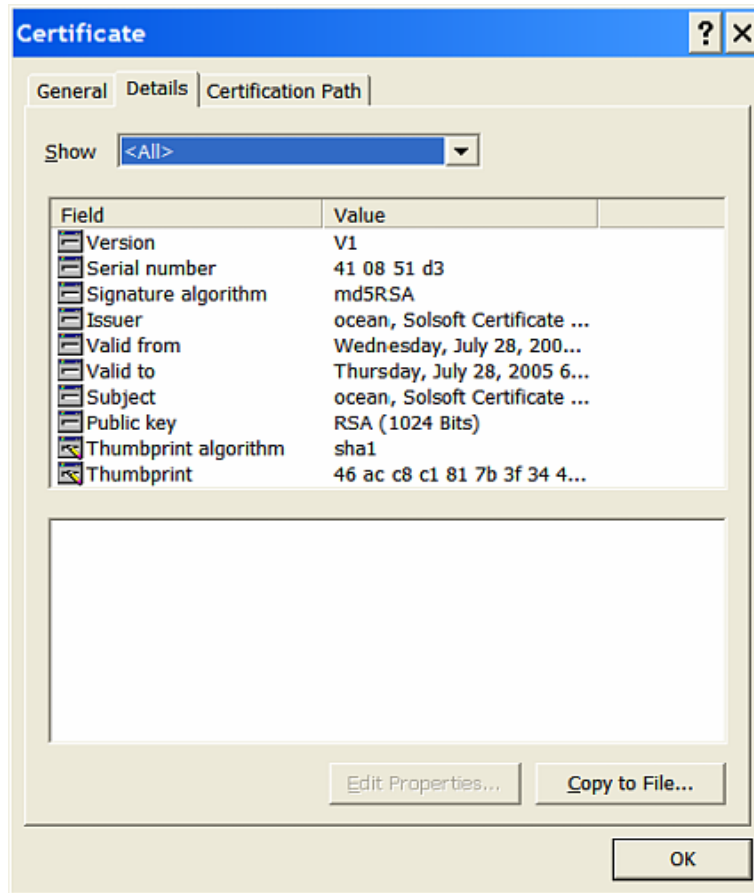 Certificate
General Details Certification Path
Show <All>
Field Value
Version V1
Serial number 41 08 51 d3
Signature algorithm md5RSA
Issuer ocean, Solsoft Certificate ...
Valid from Wednesday, July 28, 200...
Valid to Thursday, July 28, 2005 6...
Subject ocean, Solsoft Certificate ...
Public key RSA (1024 Bits)
Thumbprint algorithm sha1
Thumbprint 46 ac c8 c1 81 7b 3f 34 4...
Edit Properties... Copy to File...
OK